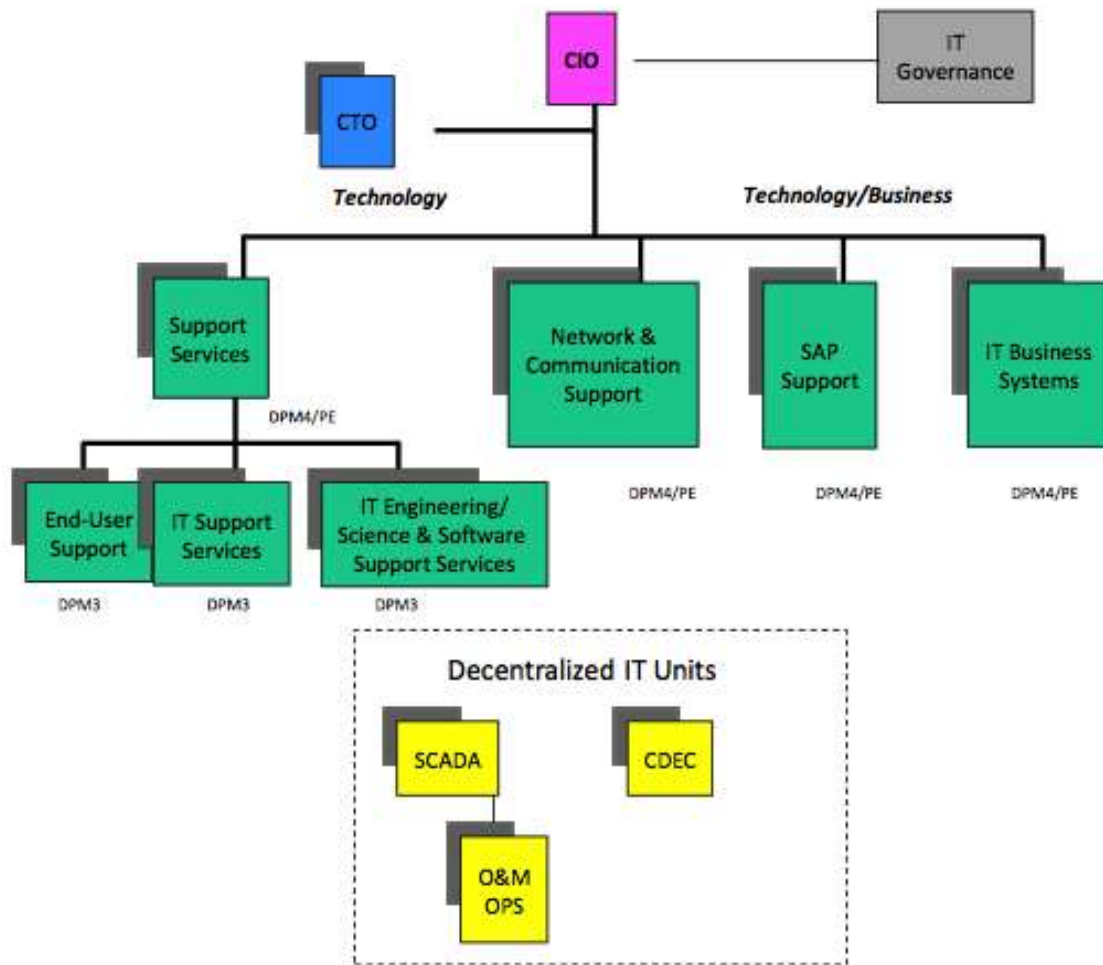 CIO
IT
Governance
CTO
Technology
Technology/Business
Support
Services
Network &
Communication
Support
SAP
Support
IT Business
Systems
DPM4/PE
DPM4/PE
DPM4/PE
DPM4/PE
End-User
Support
IT Support
Services
IT Engineering/
Science & Software
Support Services
DPM3
DPM3
DPM3
Decentralized IT Units
SCADA
CDEC
O&M
OPS